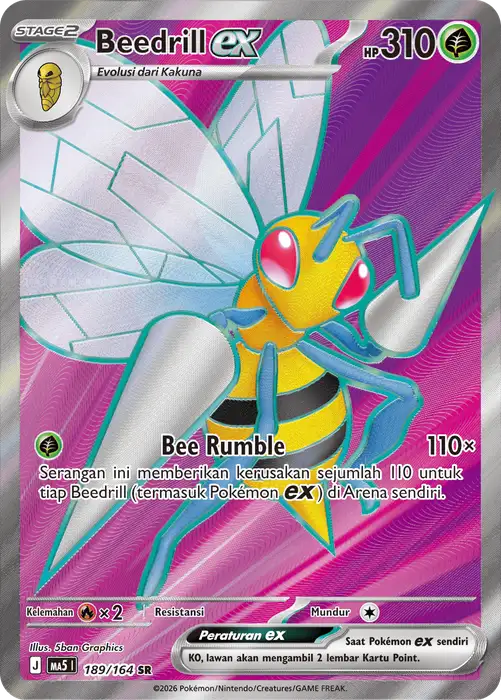 STAGE2
Beedrill ex
HP310
Evolusi dari Kakuna
Bee Rumble 110×
Serangan ini memberikan kerusakan sejumlah 110 untuk
tiap Beedrill (termasuk Pokémon ex) di Arena sendiri.
Kelemahan ×2 Resistansi Mundur
Illus. 5ban Graphics
Peraturan ex
Saat Pokémon ex sendiri
KO, lawan akan mengambil 2 lembar Kartu Point.
J MA5 I 189/164 SR
©2026 Pokémon/Nintendo/Creatures/GAME FREAK.